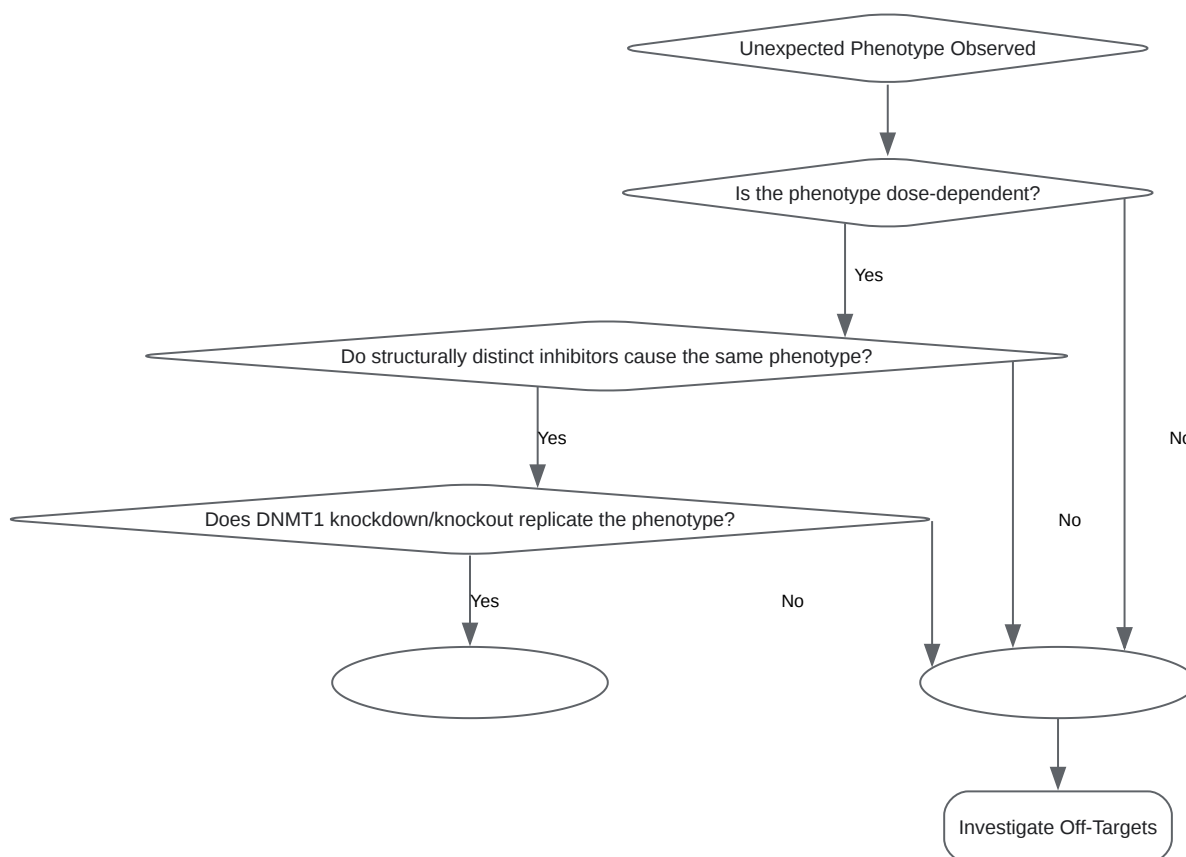 Unexpected Phenotype Observed
Is the phenotype dose-dependent?
Yes
Do structurally distinct inhibitors cause the same phenotype?
Yes
No
Does DNMT1 knockdown/knockout replicate the phenotype?
No
Yes
No
Investigate Off-Targets